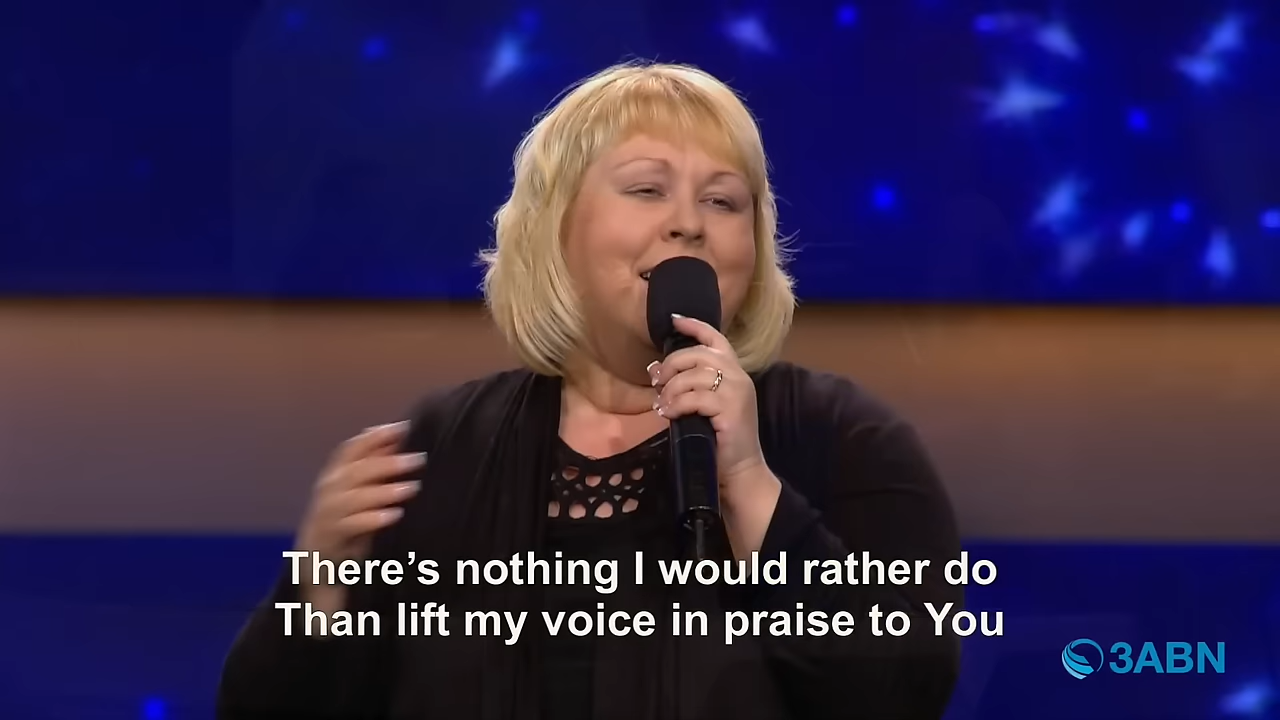 There’s nothing I would rather do
Than lift my voice in praise to You
3ABN